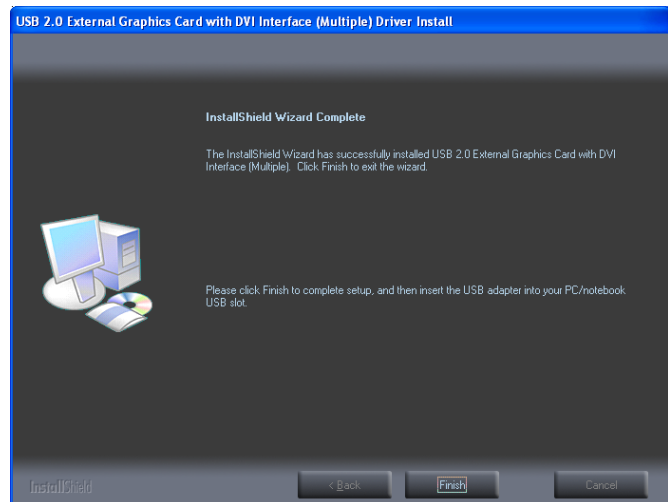 USB 2.0 External Graphics Card with DVI Interface (Multiple) Driver Install
InstallShield Wizard Complete
The InstallShield Wizard has successfully installed USB 2.0 External Graphics Card with DVI
Interface (Multiple). Click Finish to exit the wizard.
Please click Finish to complete setup, and then insert the USB adapter into your PC/notebook
USB slot.
InstallShield
< Back
Finish
Cancel